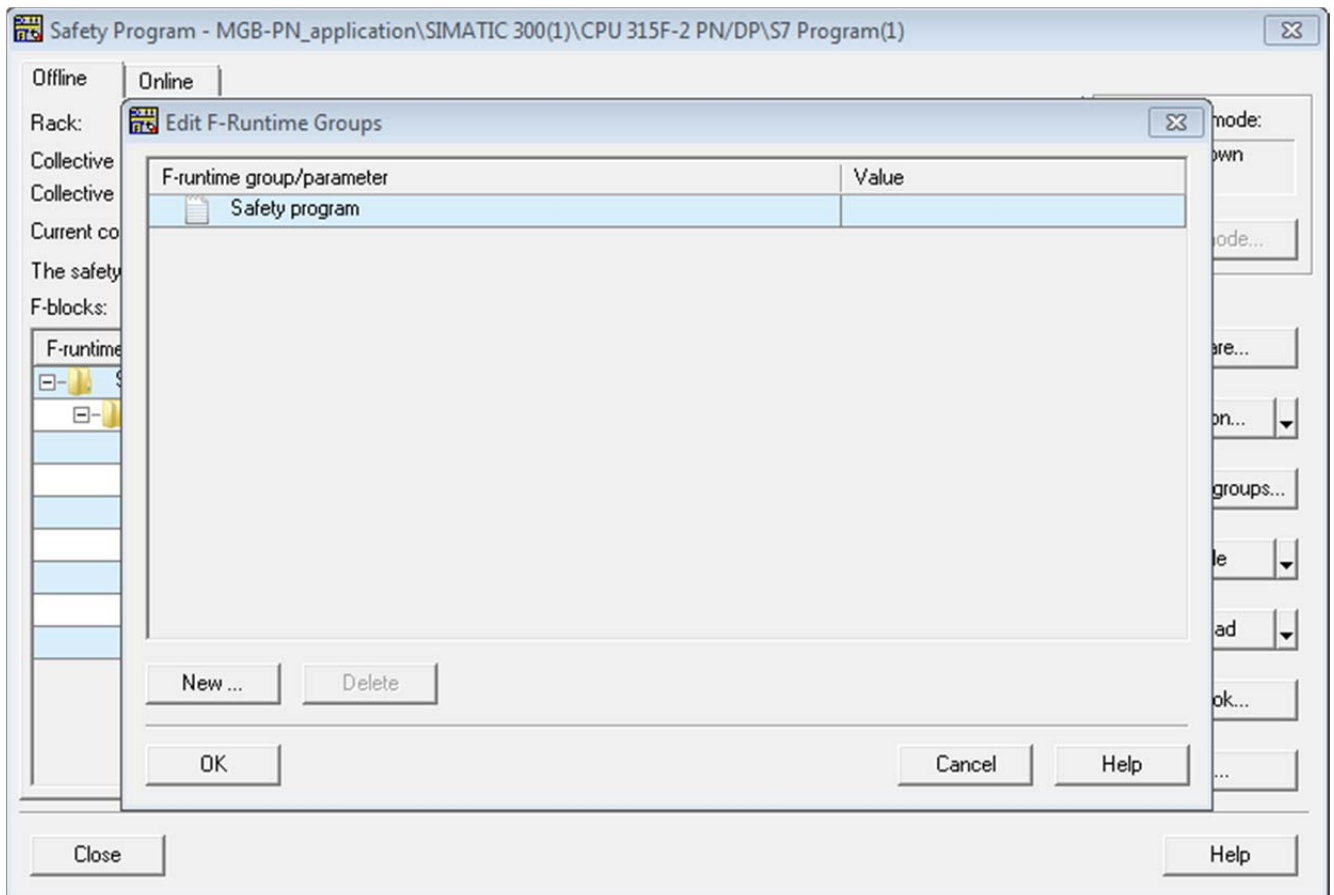 Safety Program - MGB-PN_application\SIMATIC 300(1)\CPU 315F-2 PN/DP\S7 Program(1)
Offline
Online
Rack:
Edit F-Runtime Groups
mode:
Collective
own
F-runtime group/parameter
Value
Collective
Safety program
Current co
ode...
The safety
F-blocks:
F-runtime
are...
on...
groups...
le
ad
New ...
Delete
ok...
OK
Cancel
Help
...
Close
Help